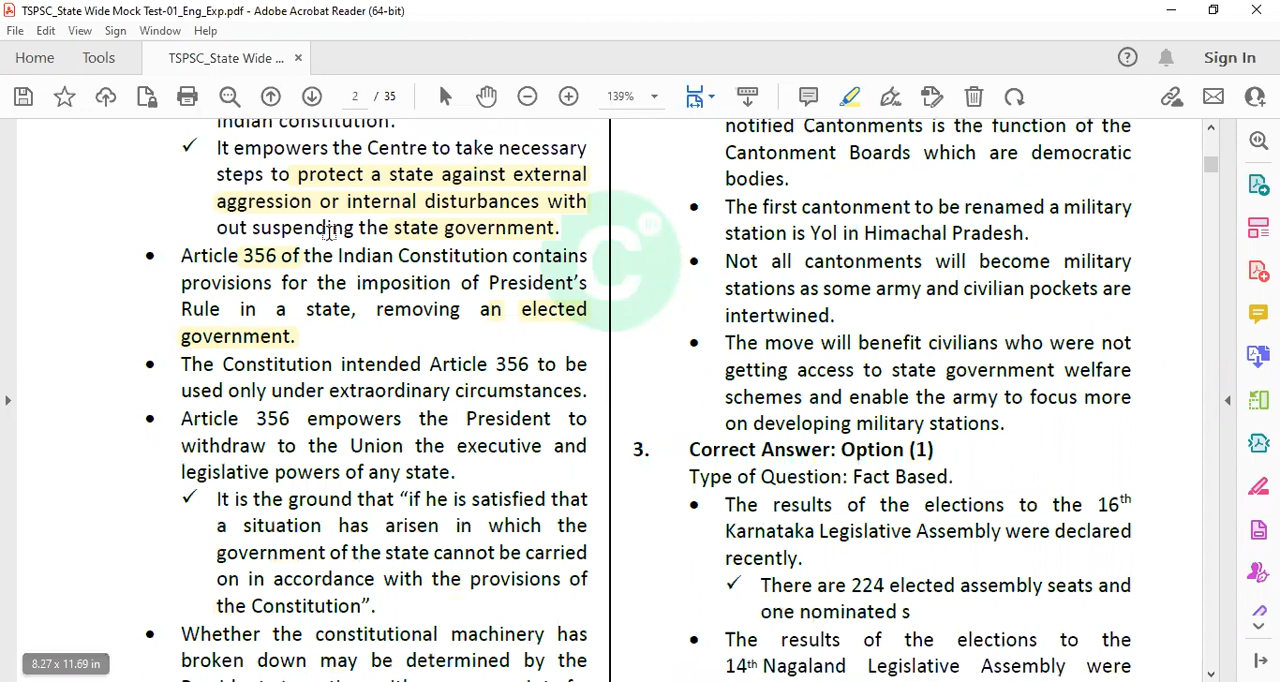 TSPSC_State Wide Mock Test-01_Eng_Exp.pdf - Adobe Acrobat Reader (64-bit)
File Edit View Sign Window Help
Home Tools TSPSC_State Wide ... × Sign In
2 / 35 139%
Indian constitution.
✓ It empowers the Centre to take necessary
steps to protect a state against external
aggression or internal disturbances with
out suspending the state government.
• Article 356 of the Indian Constitution contains
provisions for the imposition of President’s
Rule in a state, removing an elected
government.
• The Constitution intended Article 356 to be
used only under extraordinary circumstances.
• Article 356 empowers the President to
withdraw to the Union the executive and
legislative powers of any state.
✓ It is the ground that “if he is satisfied that
a situation has arisen in which the
government of the state cannot be carried
on in accordance with the provisions of
the Constitution”.
• Whether the constitutional machinery has
broken down may be determined by the
8.27 x 11.69 in
notified Cantonments is the function of the
Cantonment Boards which are democratic
bodies.
• The first cantonment to be renamed a military
station is Yol in Himachal Pradesh.
• Not all cantonments will become military
stations as some army and civilian pockets are
intertwined.
• The move will benefit civilians who were not
getting access to state government welfare
schemes and enable the army to focus more
on developing military stations.
3. Correct Answer: Option (1)
Type of Question: Fact Based.
• The results of the elections to the 16th
Karnataka Legislative Assembly were declared
recently.
✓ There are 224 elected assembly seats and
one nominated s
• The results of the elections to the
14th Nagaland Legislative Assembly were